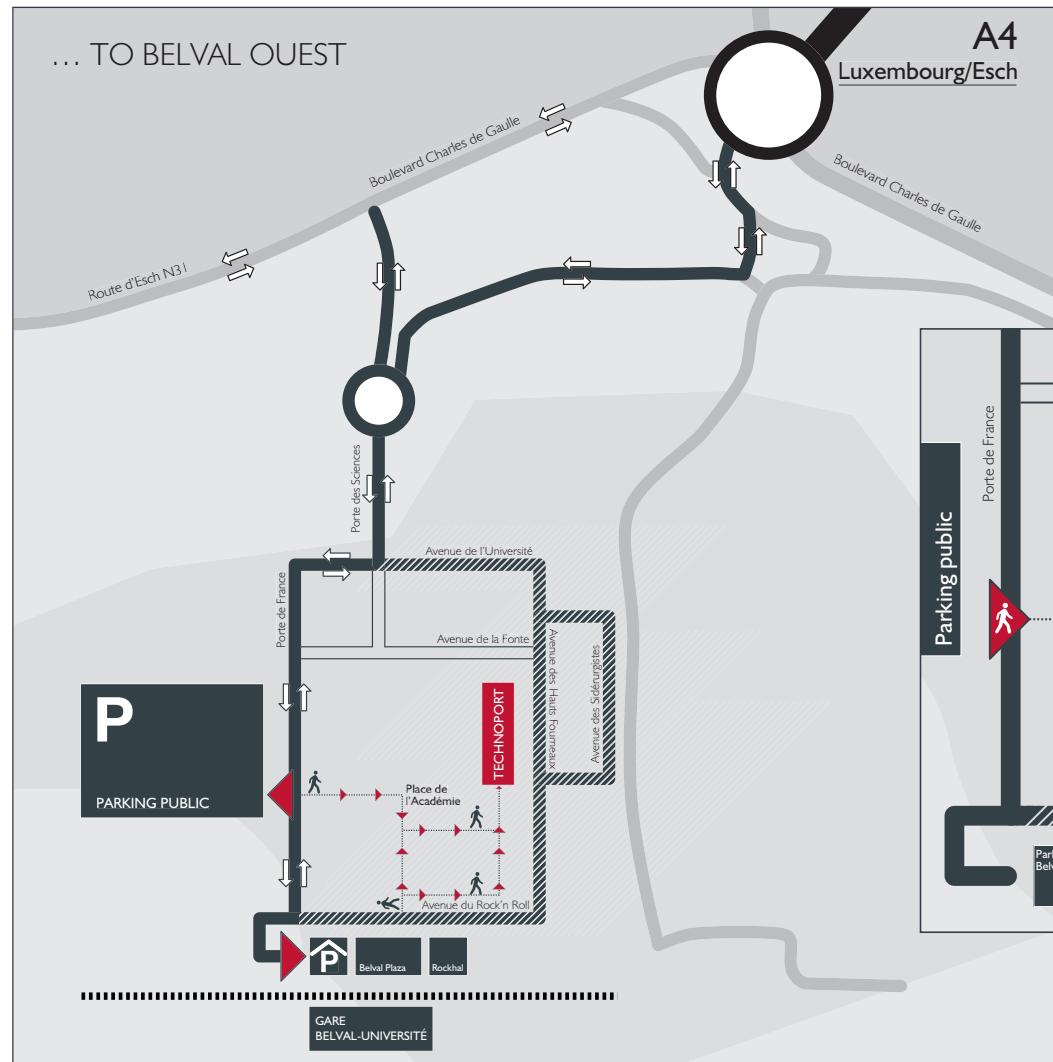 … TO BELVAL OUEST
A4
Luxembourg/Esch
Boulevard Charles de Gaulle
Boulevard Charles de Gaulle
Route d'Esch N31
Porte des Sciences
Avenue de l'Université
Porte de France
Avenue de la Fonte
Avenue des Hauts Fourneaux
Avenue des Sidérurgistes
P
PARKING PUBLIC
TECHNOPORT
Place de
l'Académie
Avenue du Rock'n Roll
P
Belval Plaza
Rockhal
GARE
BELVAL-UNIVERSITÉ
Porte de France
Parking public
Par
Belv